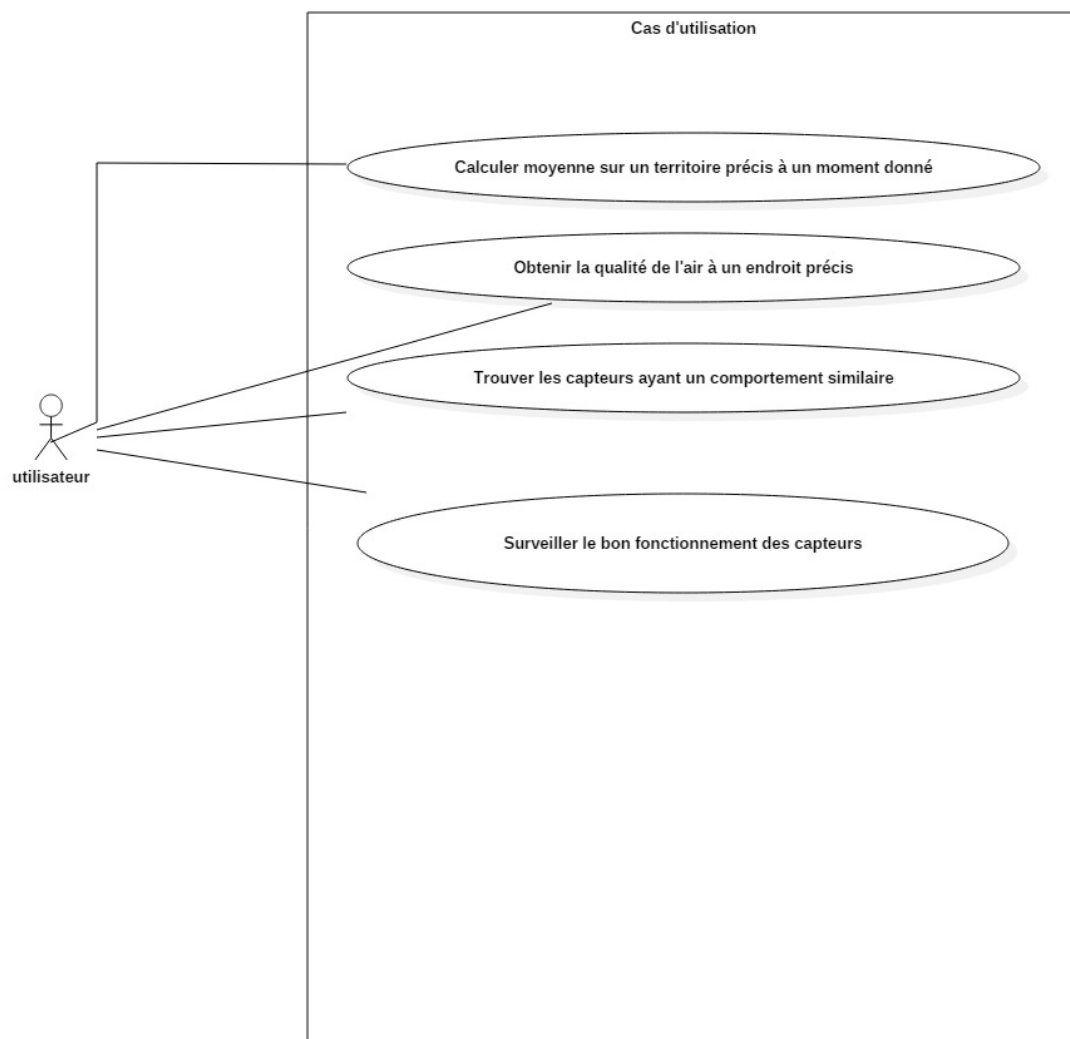 Cas d'utilisation
Calculer moyenne sur un territoire précis à un moment donné
Obtenir la qualité de l'air à un endroit précis
Trouver les capteurs ayant un comportement similaire
utilisateur
Surveiller le bon fonctionnement des capteurs